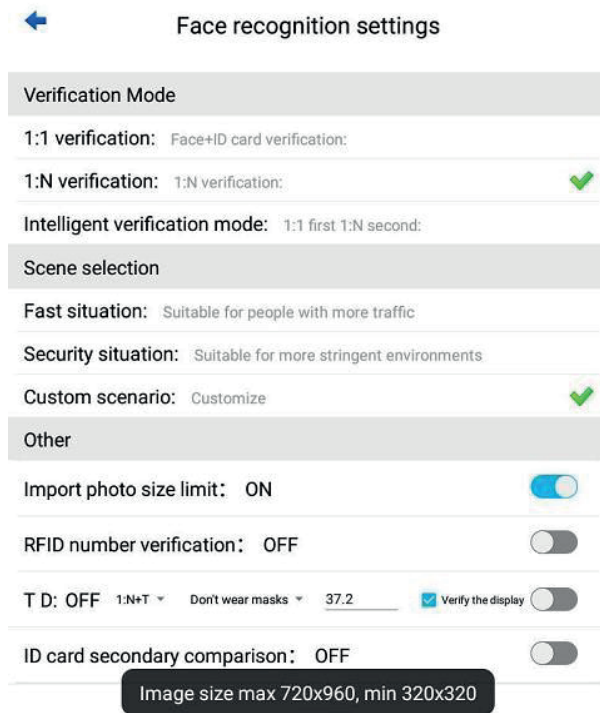 Face recognition settings
Verification Mode
1:1 verification: Face+ID card verification:
1:N verification: 1:N verification:
Intelligent verification mode: 1:1 first 1:N second:
Scene selection
Fast situation: Suitable for people with more traffic
Security situation: Suitable for more stringent environments
Custom scenario: Customize
Other
Import photo size limit: ON
RFID number verification: OFF
T D: OFF 1:N+T Don't wear masks 37.2 Verify the display
ID card secondary comparison: OFF
Image size max 720x960, min 320x320